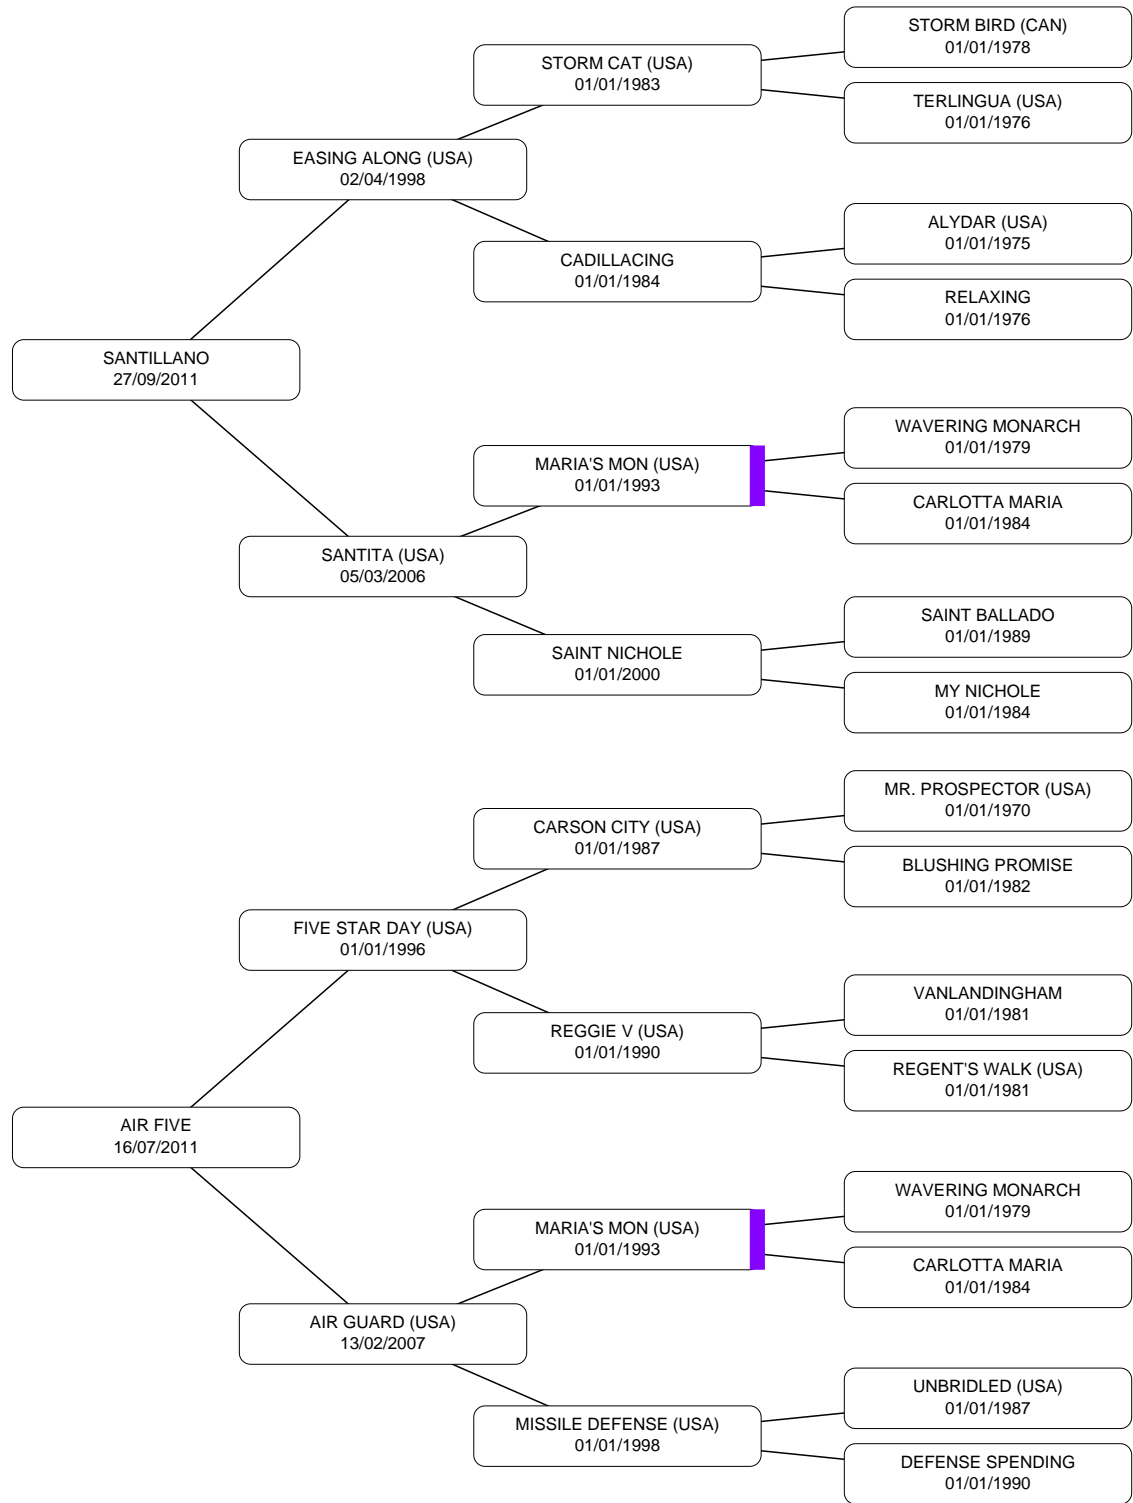 STORM BIRD (CAN)
01/01/1978
STORM CAT (USA)
01/01/1983
TERLINGUA (USA)
01/01/1976
EASING ALONG (USA)
02/04/1998
ALYDAR (USA)
01/01/1975
CADILLACING
01/01/1984
RELAXING
01/01/1976
SANTILLANO
27/09/2011
WAVERING MONARCH
01/01/1979
MARIA'S MON (USA)
01/01/1993
CARLOTTA MARIA
01/01/1984
SANTITA (USA)
05/03/2006
SAINT BALLADO
01/01/1989
SAINT NICHOLE
01/01/2000
MY NICHOLE
01/01/1984
MR. PROSPECTOR (USA)
01/01/1970
CARSON CITY (USA)
01/01/1987
BLUSHING PROMISE
01/01/1982
FIVE STAR DAY (USA)
01/01/1996
VANLANDINGHAM
01/01/1981
REGGIE V (USA)
01/01/1990
REGENT'S WALK (USA)
01/01/1981
AIR FIVE
16/07/2011
WAVERING MONARCH
01/01/1979
MARIA'S MON (USA)
01/01/1993
CARLOTTA MARIA
01/01/1984
AIR GUARD (USA)
13/02/2007
UNBRIDLED (USA)
01/01/1987
MISSILE DEFENSE (USA)
01/01/1998
DEFENSE SPENDING
01/01/1990